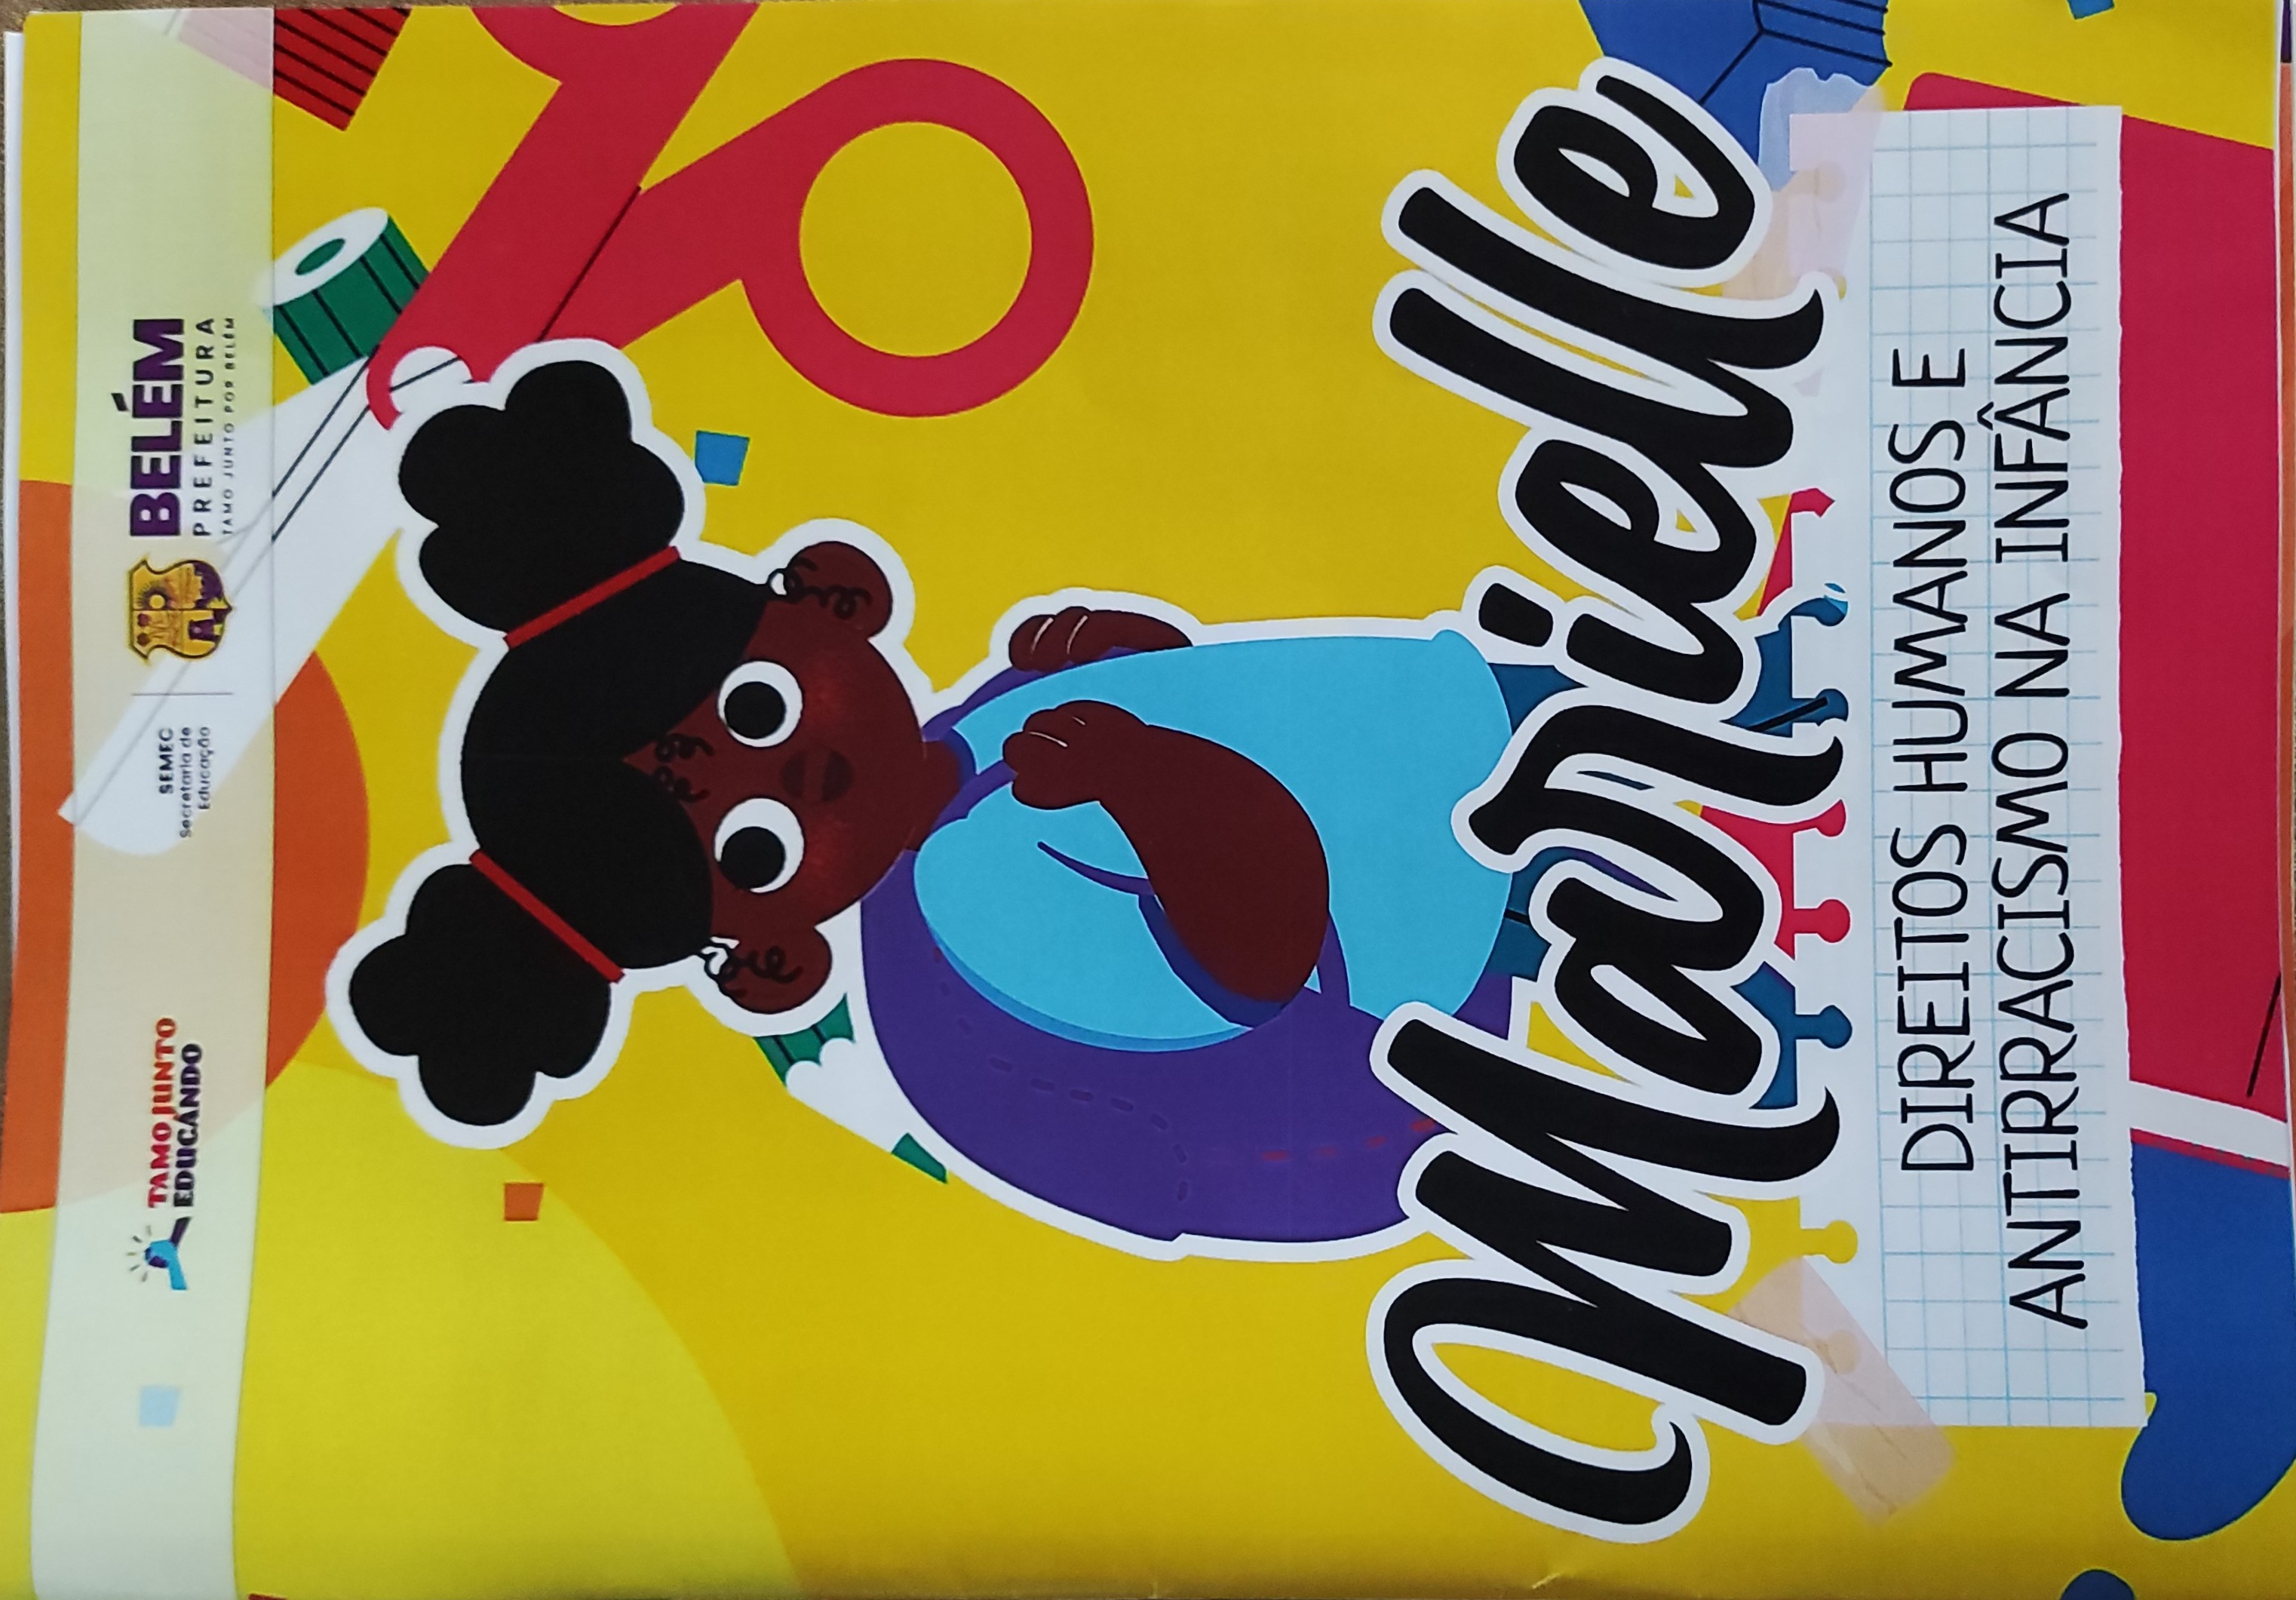 TAMO JUNTO
EDUCANDO
SEMEC
Secretaria de
Educação
BELÉM
PREFEITURA
TAMO JUNTO POR BELÉM
Marielle
DIREITOS HUMANOS E
ANTIRRACISMO NA INFÂNCIA